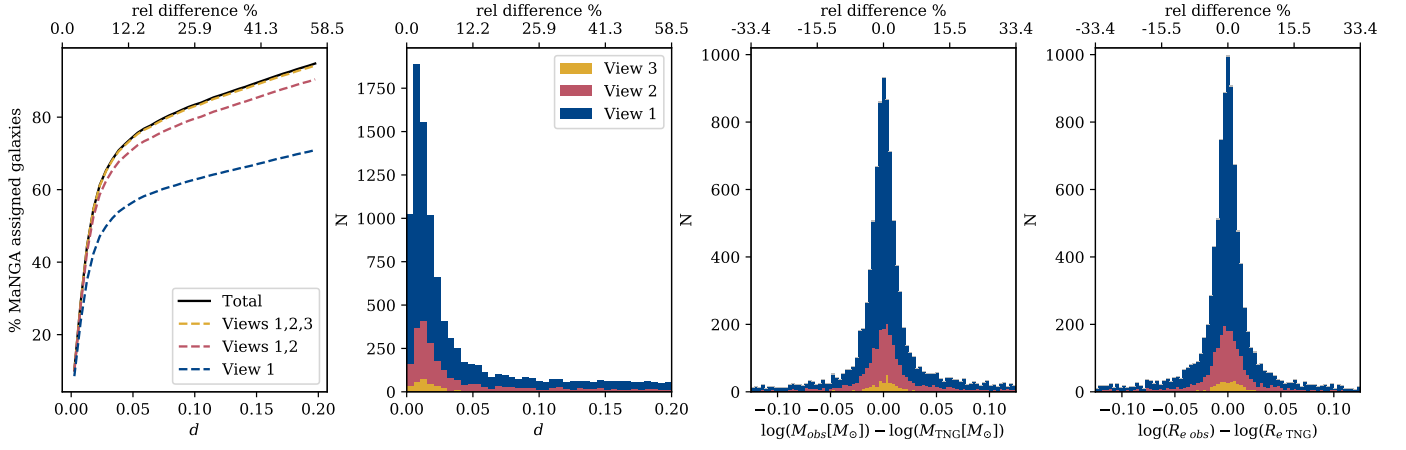 rel difference %
0.0 12.2 25.9 41.3 58.5
% MaNGA assigned galaxies
80
60
40
20
Total
Views 1,2,3
Views 1,2
View 1
0.00 0.05 0.10 0.15 0.20
d
rel difference %
0.0 12.2 25.9 41.3 58.5
N
1750
1500
1250
1000
750
500
250
0
View 3
View 2
View 1
0.00 0.05 0.10 0.15 0.20
d
rel difference %
-33.4 -15.5 0.0 15.5 33.4
N
1000
800
600
400
200
0
−0.10 −0.05 0.00 0.05 0.10
log(M_obs[M_⊙]) − log(M_TNG[M_⊙])
rel difference %
-33.4 -15.5 0.0 15.5 33.4
N
1000
800
600
400
200
0
−0.10 −0.05 0.00 0.05 0.10
log(R_e obs) − log(R_e TNG)